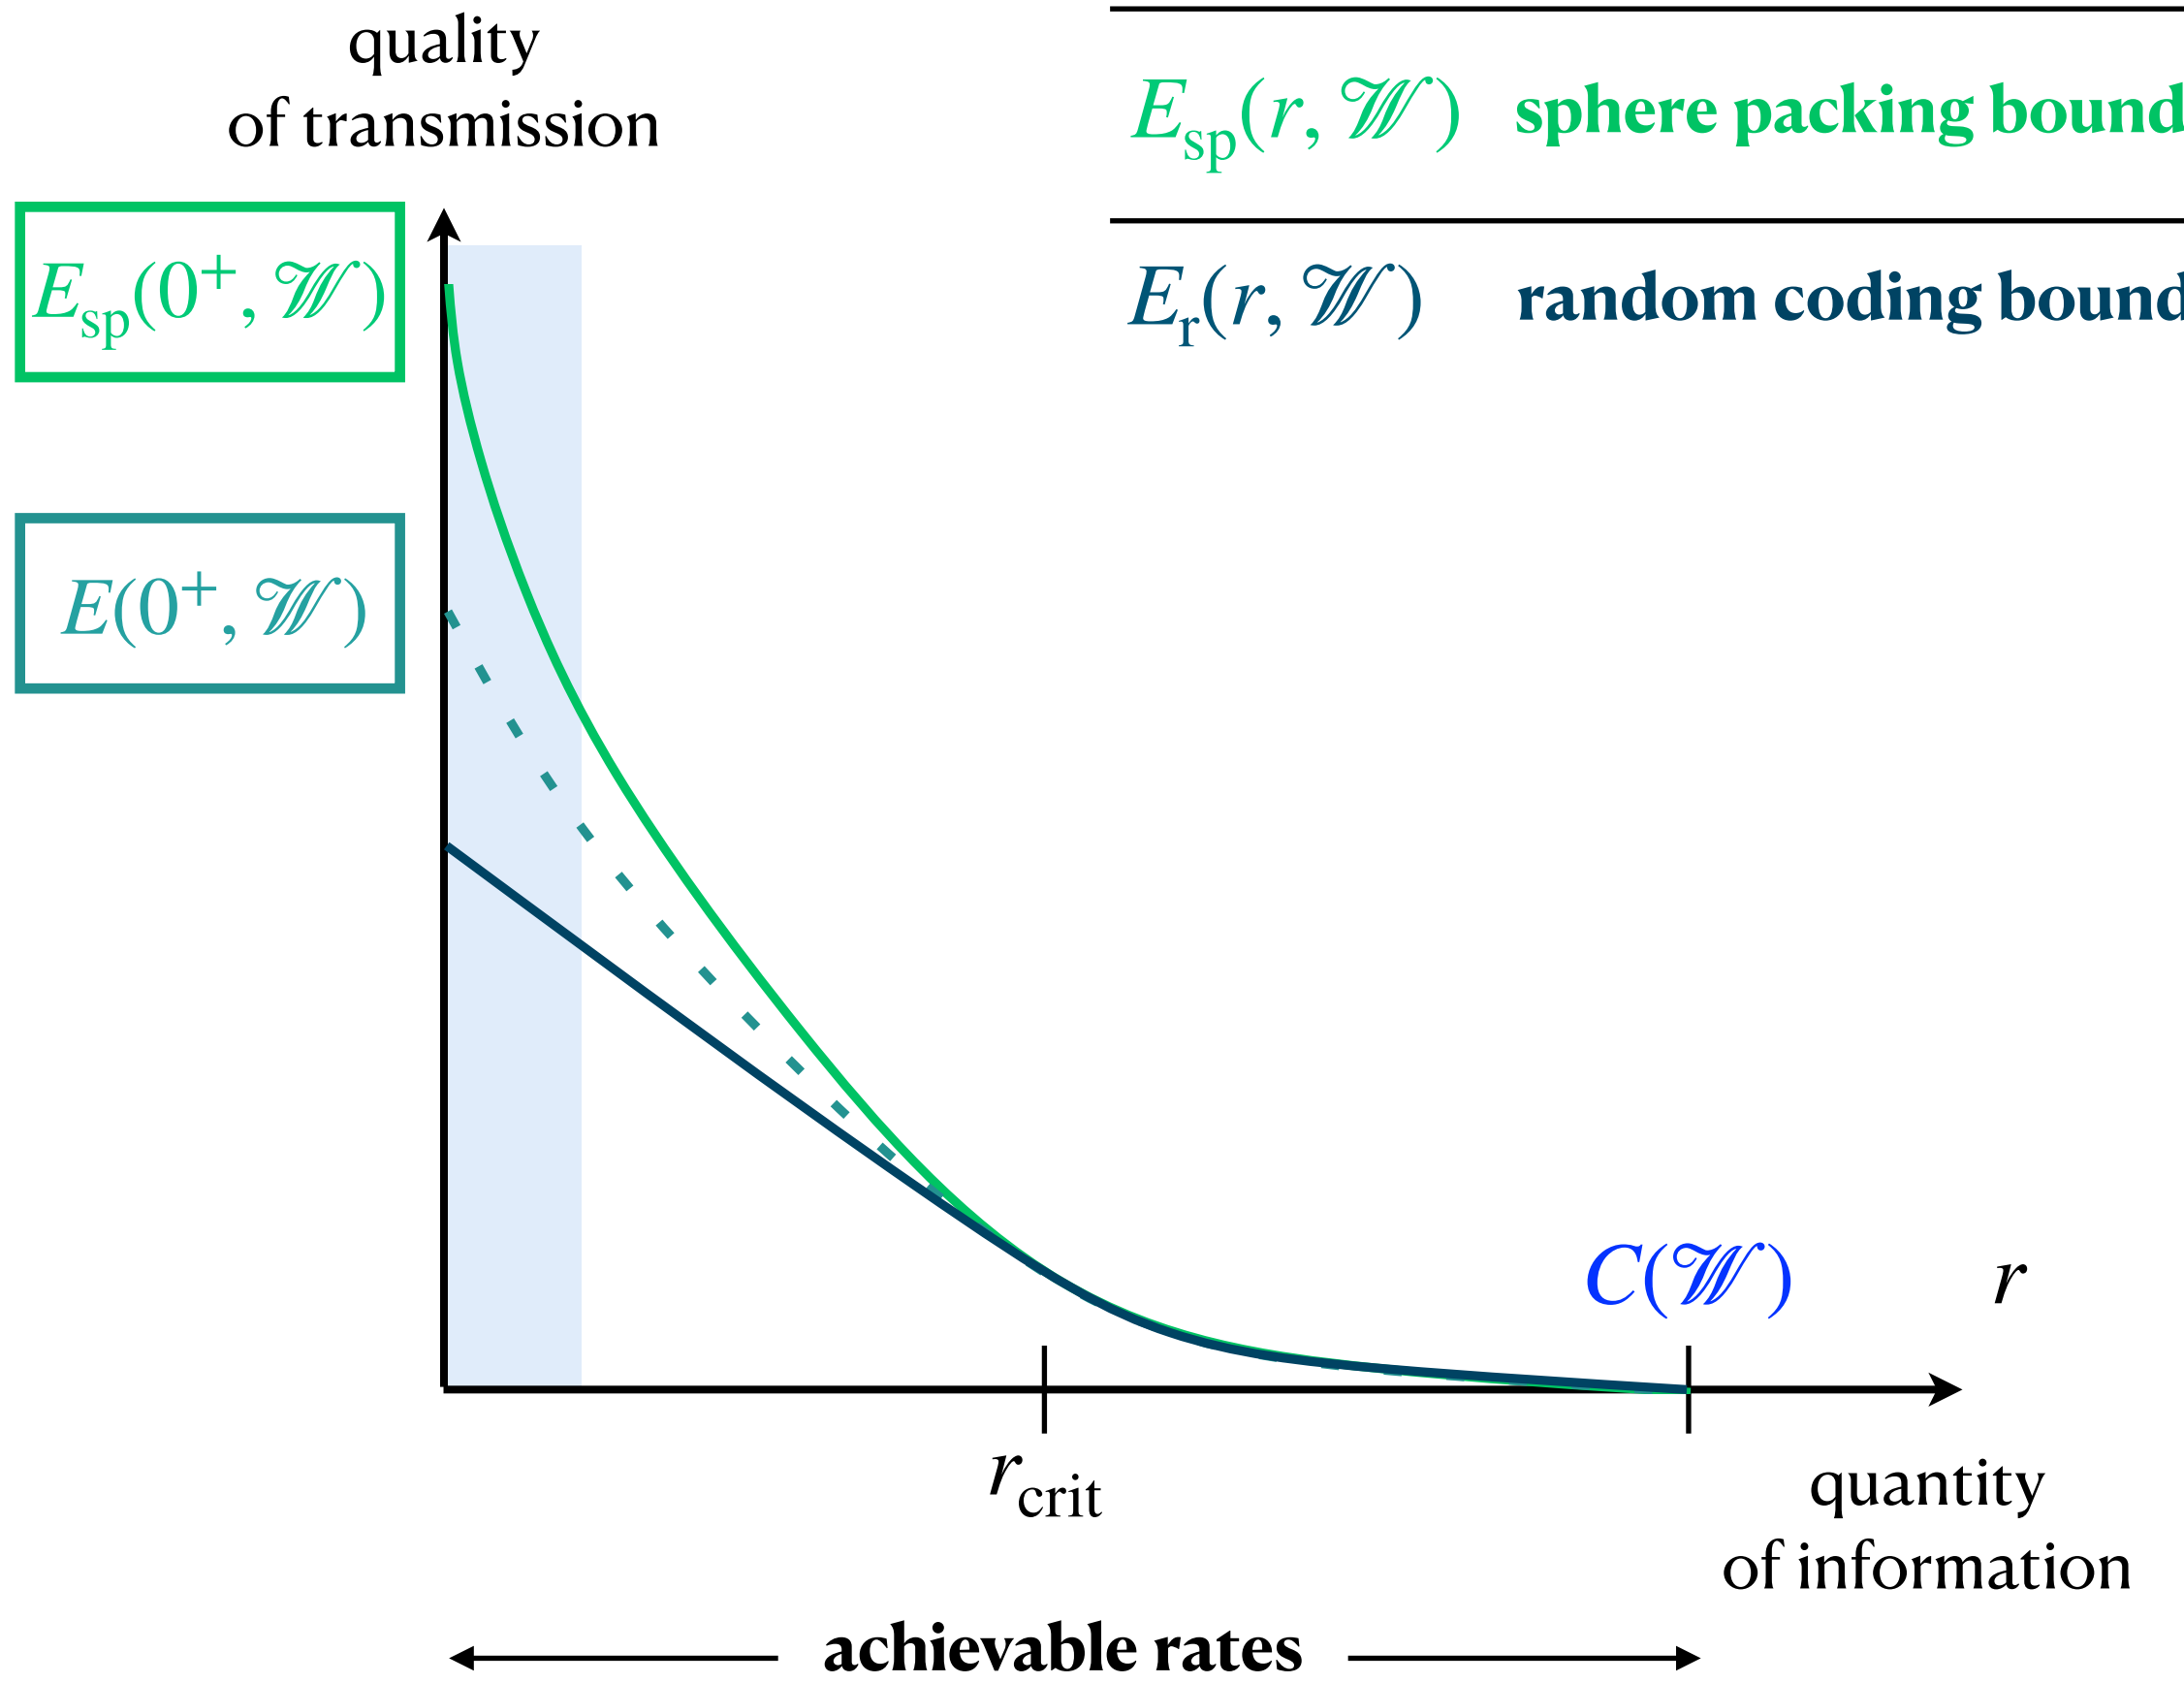 quality
of transmission
E_sp(r, 𝒲) sphere packing bound
E_r(r, 𝒲) random coding bound
E_sp(0⁺, 𝒲)
E(0⁺, 𝒲)
C(𝒲) r
r_crit
quantity
of information
achievable rates